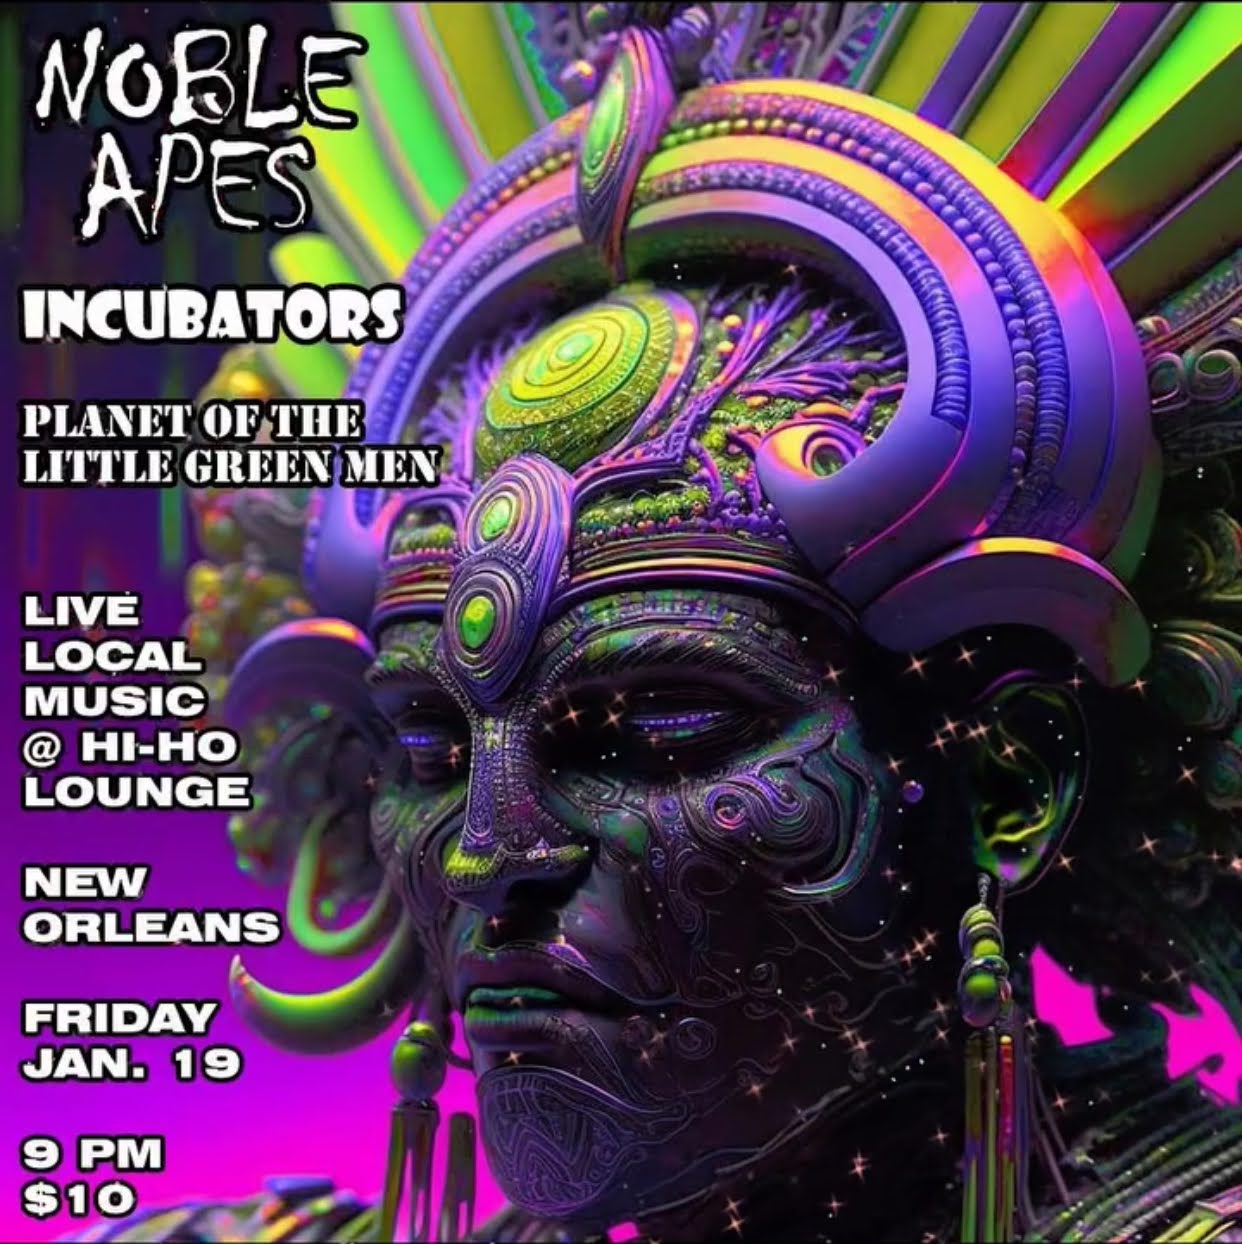 NOBLE
APES
INCUBATORS
PLANET OF THE
LITTLE GREEN MEN
LIVE
LOCAL
MUSIC
@ HI-HO
LOUNGE
NEW
ORLEANS
FRIDAY
JAN. 19
9 PM
$10